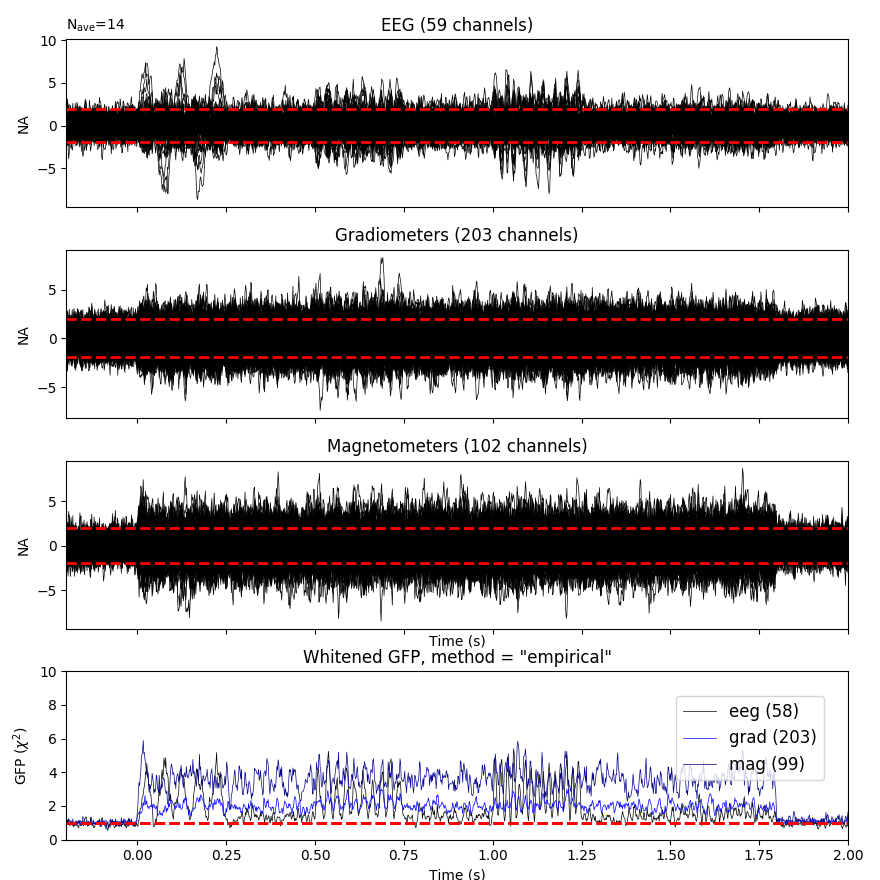 N_ave=14
EEG (59 channels)
10
5
0
−5
NA
Gradiometers (203 channels)
5
0
−5
NA
Magnetometers (102 channels)
5
0
−5
NA
Time (s)
Whitened GFP, method = "empirical"
10
8
6
4
2
0
GFP (χ²)
eeg (58)
grad (203)
mag (99)
0.00 0.25 0.50 0.75 1.00 1.25 1.50 1.75 2.00
Time (s)